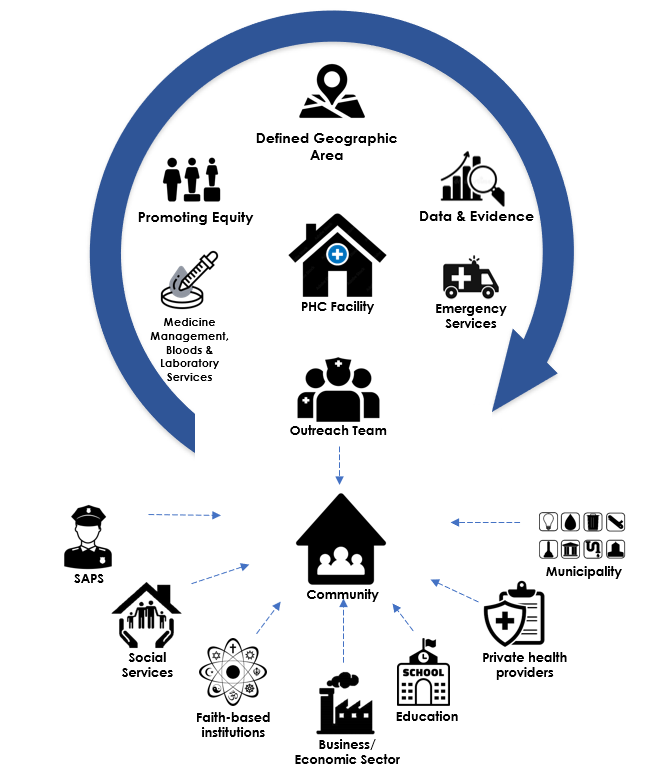 Defined Geographic
Area
Promoting Equity
Data & Evidence
PHC Facility
Emergency
Services
Medicine
Management,
Bloods &
Laboratory
Services
Outreach Team
SAPS
Community
Municipality
Social
Services
Private health
providers
SCHOOL
Faith-based
institutions
Education
Business/
Economic Sector